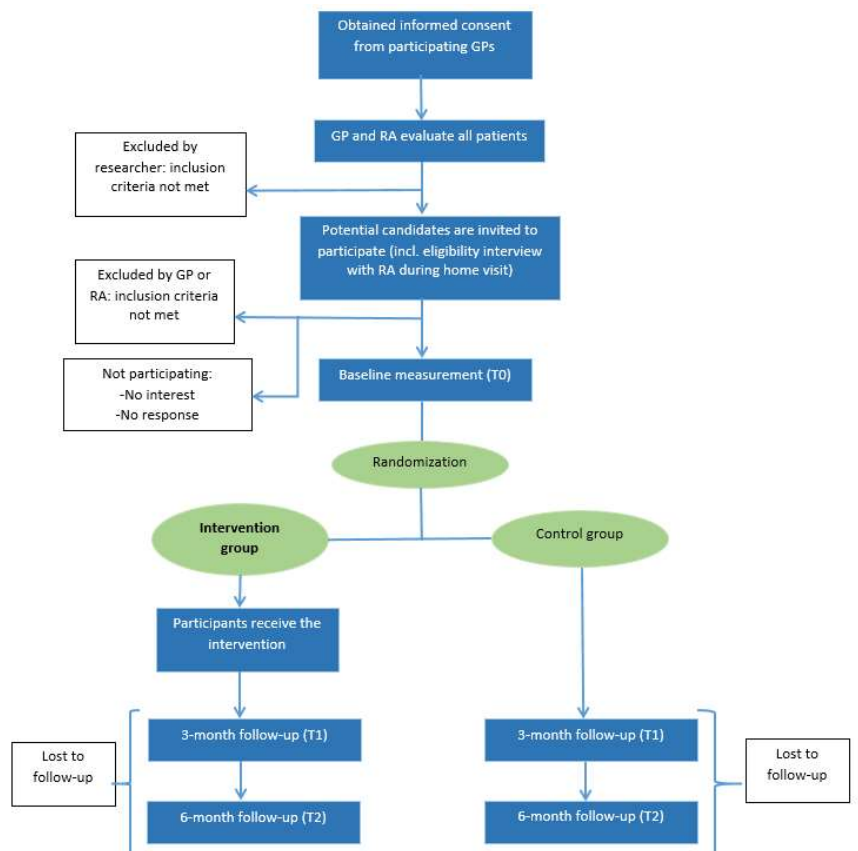 Obtained informed consent
from participating GPs
GP and RA evaluate all patients
Excluded by
researcher: inclusion
criteria not met
Potential candidates are invited to
participate (incl. eligibility interview
with RA during home visit)
Excluded by GP or
RA: inclusion criteria
not met
Not participating:
-No interest
-No response
Baseline measurement (T0)
Randomization
Intervention
group
Control group
Participants receive the
intervention
3-month follow-up (T1)
3-month follow-up (T1)
Lost to
follow-up
Lost to
follow-up
6-month follow-up (T2)
6-month follow-up (T2)